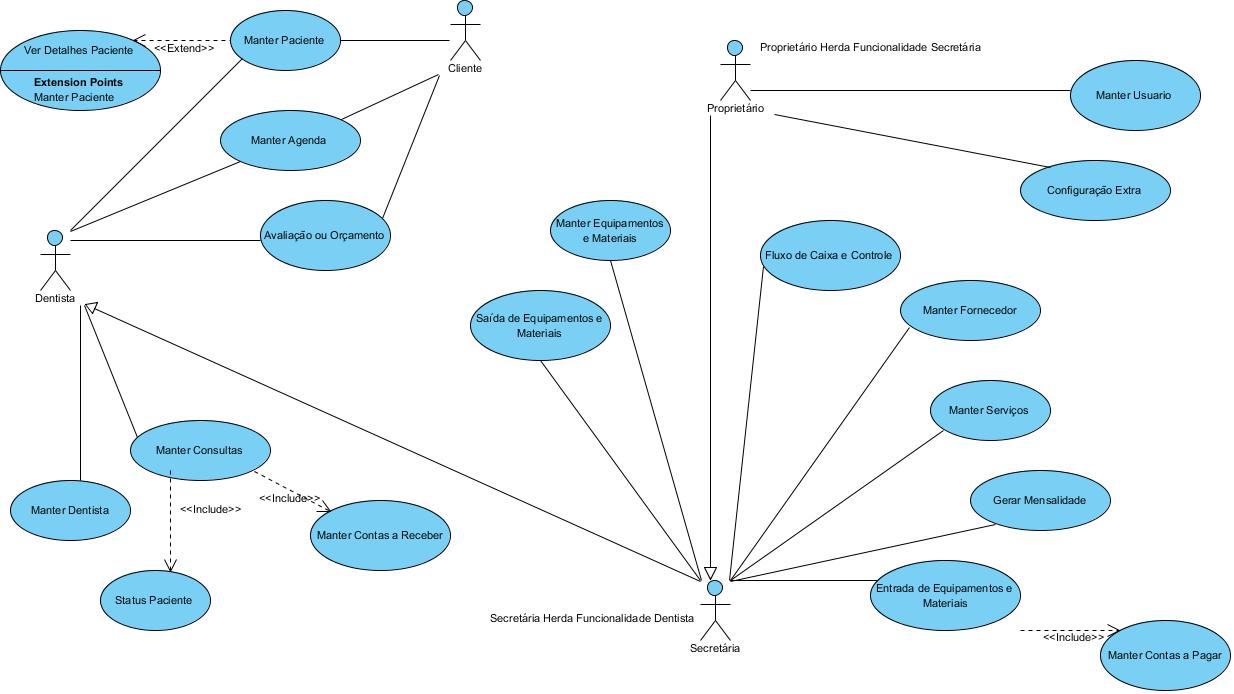 Ver Detalhes Paciente
Extension Points
Manter Paciente
<<Extend>>
Manter Paciente
Cliente
Proprietário Herda Funcionalidade Secretária
Proprietário
Manter Usuario
Configuração Extra
Manter Agenda
Avaliação ou Orçamento
Dentista
Manter Equipamentos
e Materiais
Fluxo de Caixa e Controle
Saída de Equipamentos e
Materiais
Manter Fornecedor
Manter Serviços
Manter Consultas
<<Include>>
<<Include>>
Manter Dentista
Manter Contas a Receber
Status Paciente
Gerar Mensalidade
Entrada de Equipamentos e
Materiais
Secretária Herda Funcionalidade Dentista
Secretária
<<Include>>
Manter Contas a Pagar